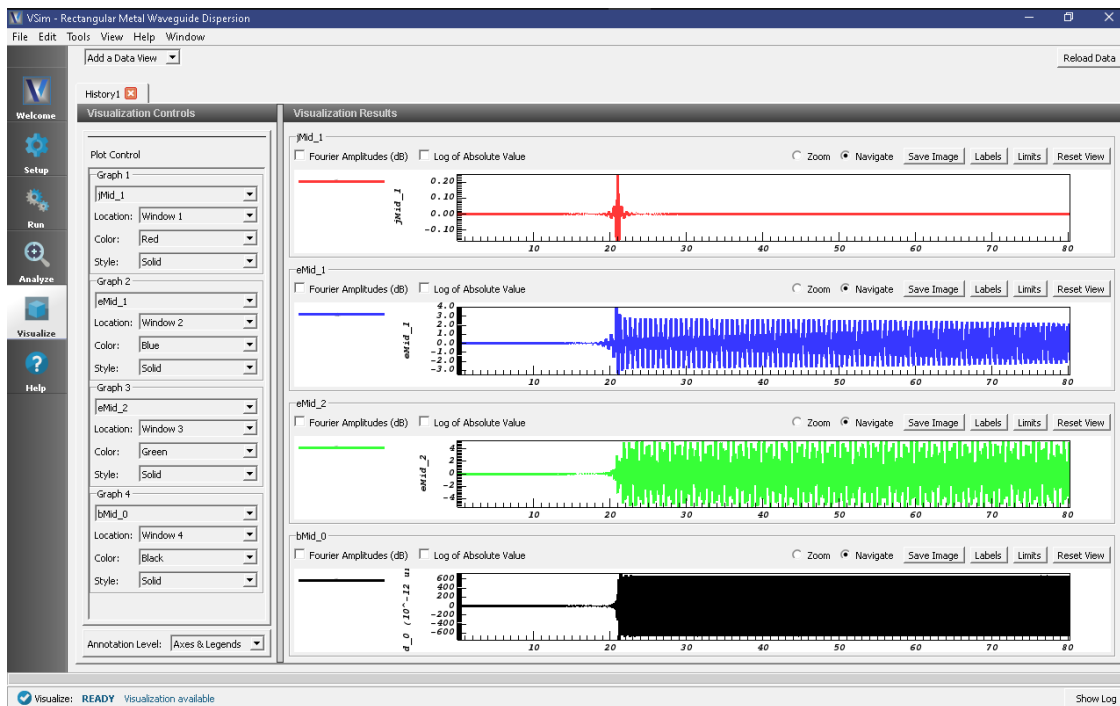 VSim - Rectangular Metal Waveguide Dispersion
File Edit Tools View Help Window
Add a Data View
Reload Data
History1
Welcome
Setup
Run
Analyze
Visualize
Help
Visualization Controls
Plot Control
Graph 1
jMid_1
Location: Window 1
Color: Red
Style: Solid
Graph 2
eMid_1
Location: Window 2
Color: Blue
Style: Solid
Graph 3
eMid_2
Location: Window 3
Color: Green
Style: Solid
Graph 4
bMid_0
Location: Window 4
Color: Black
Style: Solid
Annotation Level: Axes & Legends
Visualization Results
jMid_1
Fourier Amplitudes (dB) Log of Absolute Value Zoom Navigate Save Image Labels Limits Reset View
jMid_1
0.20
0.10
0.00
-0.10
10 20 30 40 50 60 70 80
eMid_1
Fourier Amplitudes (dB) Log of Absolute Value Zoom Navigate Save Image Labels Limits Reset View
eMid_1
4.0
3.0
2.0
1.0
0.0
-1.0
-2.0
-3.0
10 20 30 40 50 60 70 80
eMid_2
Fourier Amplitudes (dB) Log of Absolute Value Zoom Navigate Save Image Labels Limits Reset View
eMid_2
4
2
0
-2
-4
10 20 30 40 50 60 70 80
bMid_0
Fourier Amplitudes (dB) Log of Absolute Value Zoom Navigate Save Image Labels Limits Reset View
d_0 (10^-12 u
600
400
200
0
-200
-400
-600
10 20 30 40 50 60 70 80
Visualize: READY Visualization available
Show Log